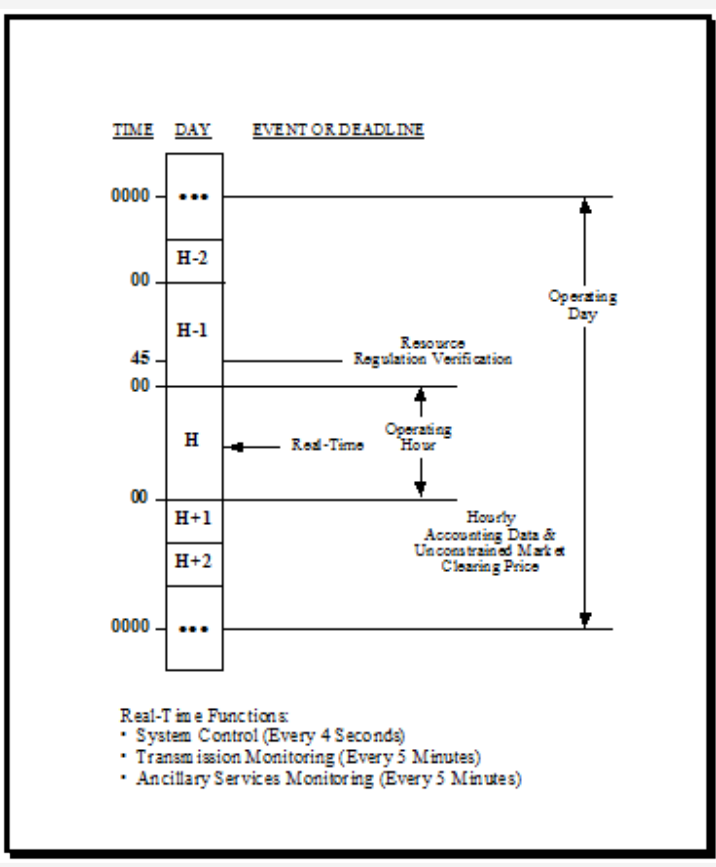 TIME DAY EVENT OR DEADLINE
0000 •••
H-2
00
Operating
Day
H-1
Resource
45 Regulation Verification
00
Operating
H Real-Time Hour
00
H+1 Hourly
Accounting Data &
Unconstrained Market
H+2 Clearing Price
0000 •••
Real-Time Functions:
• System Control (Every 4 Seconds)
• Transmission Monitoring (Every 5 Minutes)
• Ancillary Services Monitoring (Every 5 Minutes)